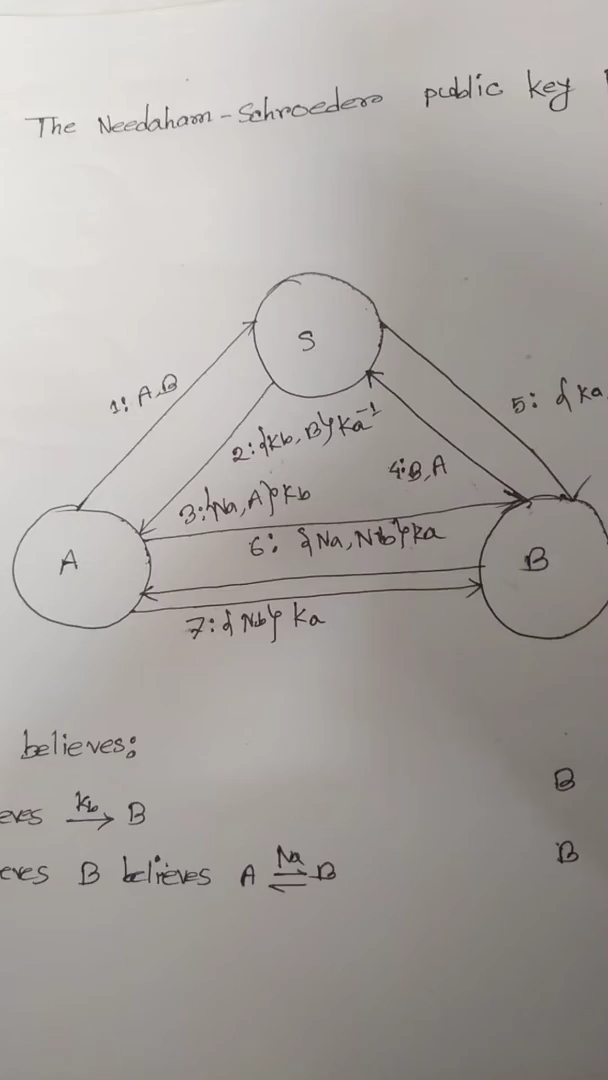 The Needaham-Schroedero public key
S
1: A,B
5: {Ka
2: {Kb, B}Ka⁻¹
4: B, A
3: {Na, A}Kb
6: {Na, Nb}Ka
A
B
7: {Nb} Ka
believes:
B
eves Kb→ B
eves B believes A Na⇌ B
B